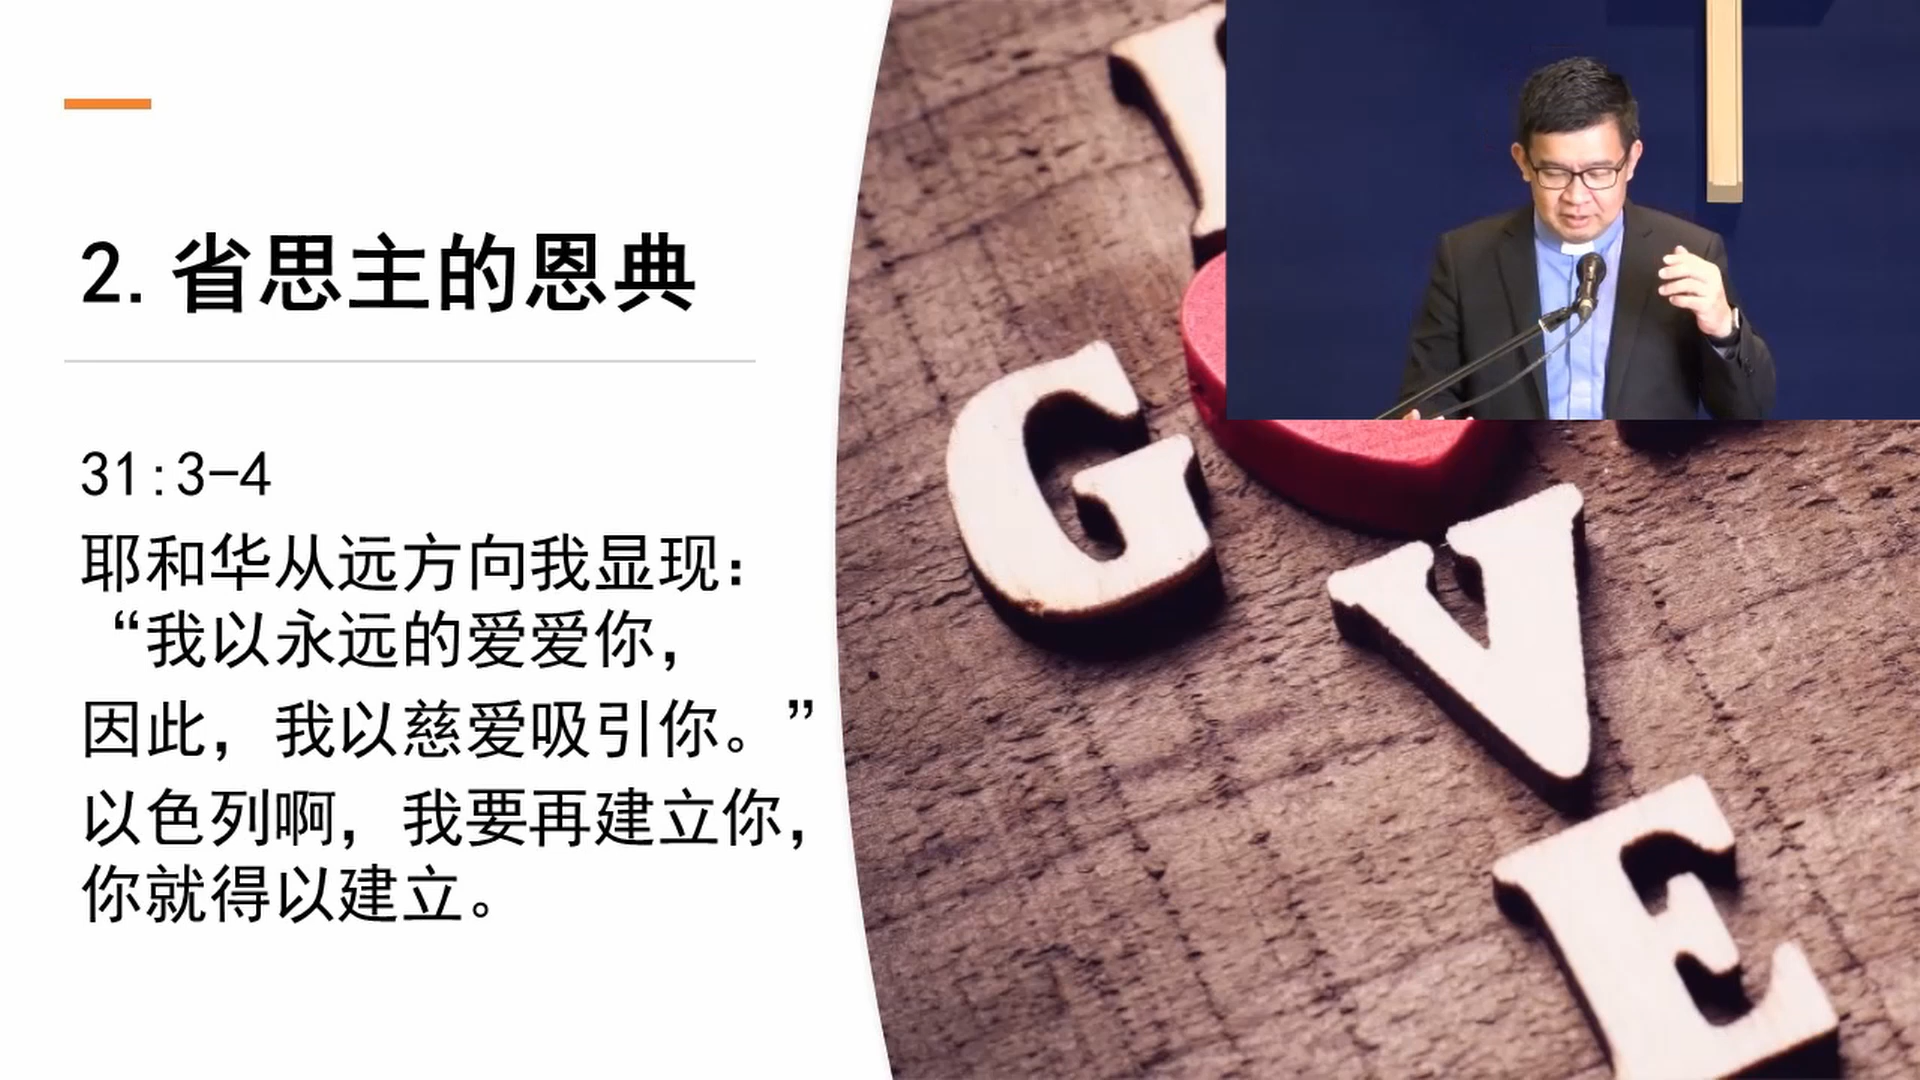 2.省思主的恩典
31:3-4
耶和华从远方向我显现：
“我以永远的爱爱你，
因此，我以慈爱吸引你。”
以色列啊，我要再建立你，
你就得以建立。
G
V
E